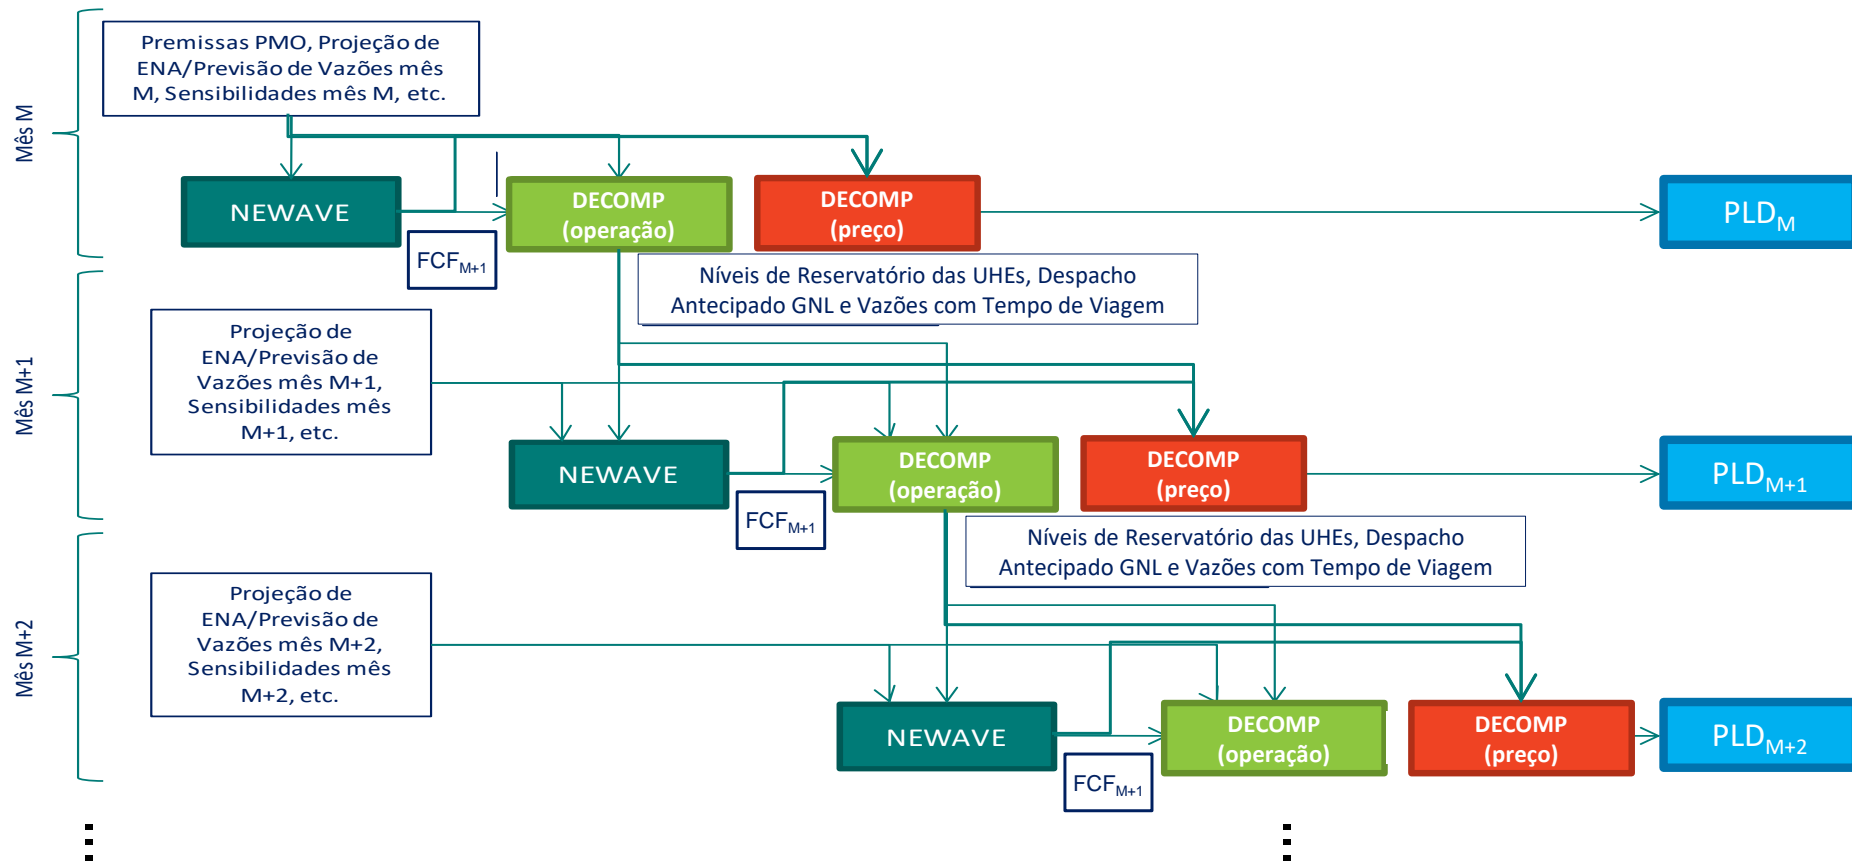 Mês M
Premissas PMO, Projeção de
ENA/Previsão de Vazões mês
M, Sensibilidades mês M, etc.
NEWAVE
FCFM+1
DECOMP
(operação)
DECOMP
(preço)
PLDM
Níveis de Reservatório das UHEs, Despacho
Antecipado GNL e Vazões com Tempo de Viagem
Mês M+1
Projeção de
ENA/Previsão de
Vazões mês M+1,
Sensibilidades mês
M+1, etc.
NEWAVE
FCFM+1
DECOMP
(operação)
DECOMP
(preço)
PLDM+1
Níveis de Reservatório das UHEs, Despacho
Antecipado GNL e Vazões com Tempo de Viagem
Mês M+2
Projeção de
ENA/Previsão de
Vazões mês M+2,
Sensibilidades mês
M+2, etc.
NEWAVE
FCFM+1
DECOMP
(operação)
DECOMP
(preço)
PLDM+2